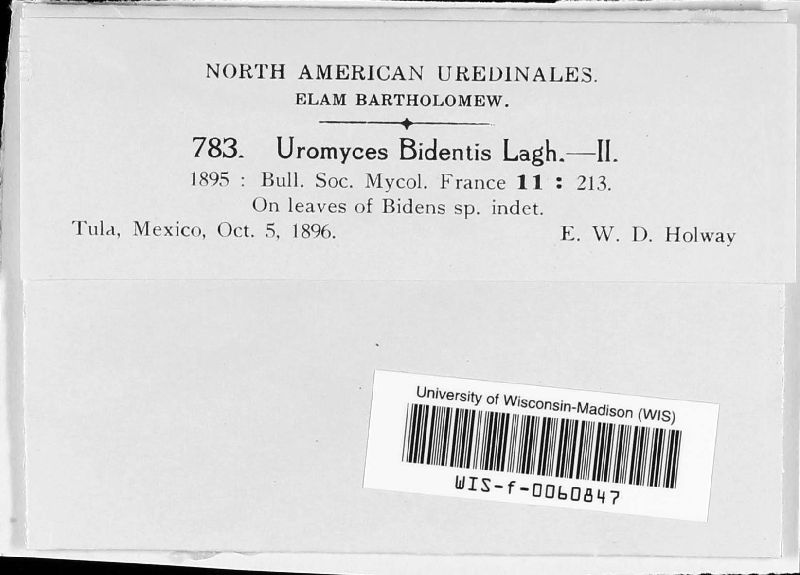 NORTH AMERICAN UREDINALES.
ELAM BARTHOLOMEW.
783. Uromyces Bidentis Lagh.—II.
1895 : Bull. Soc. Mycol. France 11 : 213.
On leaves of Bidens sp. indet.
Tula, Mexico, Oct. 5, 1896. E. W. D. Holway
University of Wisconsin-Madison (WIS)
WIS-f-0060847